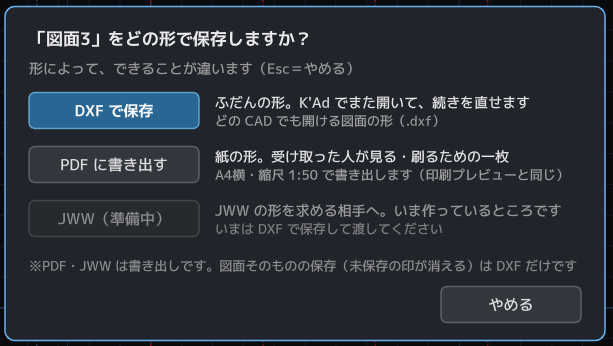 「図面3」をどの形で保存しますか？
形によって、できることが違います（Esc＝やめる）
DXF で保存
ふだんの形。K'Ad でまた開いて、続きを直せます
どの CAD でも開ける図面の形（.dxf）
PDF に書き出す
紙の形。受け取った人が見る・刷るための一枚
A4横・縮尺 1:50 で書き出します（印刷プレビューと同じ）
JWW（準備中）
JWW の形を求める相手へ。いま作っているところです
いまは DXF で保存して渡してください
※PDF・JWW は書き出しです。図面そのものの保存（未保存の印が消える）は DXF だけです
やめる